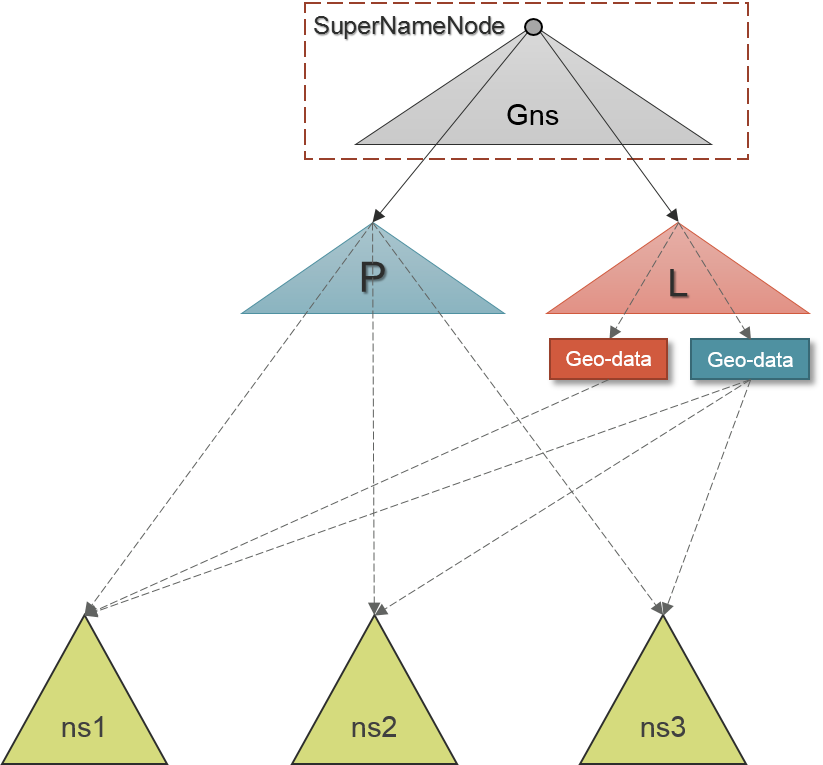 SuperNameNode
Gns
P
L
Geo-data
Geo-data
ns1
ns2
ns3